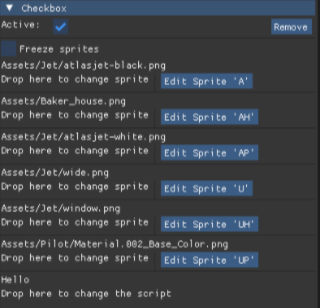 ▼ Checkbox
Active:
Remove
Freeze sprites
Assets/Jet/atlasjet-black.png
Drop here to change sprite Edit Sprite 'A'
Assets/Baker_house.png
Drop here to change sprite Edit Sprite 'AH'
Assets/Jet/atlasjet-white.png
Drop here to change sprite Edit Sprite 'AP'
Assets/Jet/wide.png
Drop here to change sprite Edit Sprite 'U'
Assets/Jet/window.png
Drop here to change sprite Edit Sprite 'UH'
Assets/Pilot/Material.002_Base_Color.png
Drop here to change sprite Edit Sprite 'UP'
Hello
Drop here to change the script